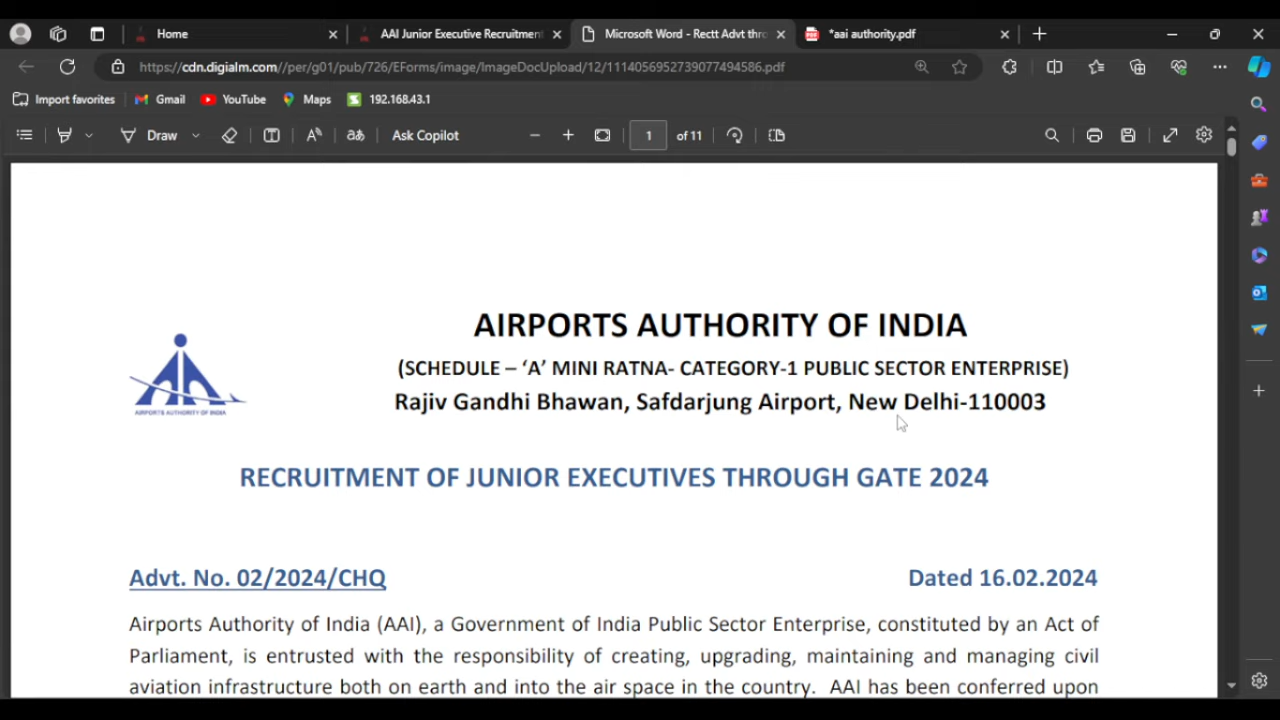 Home
AAI Junior Executive Recruitment
Microsoft Word - Rectt Advt thro
*aai authority.pdf
https://cdn.digialm.com//per/g01/pub/726/EForms/image/ImageDocUpload/12/1114056952739077494586.pdf
Import favorites
Gmail
YouTube
Maps
192.168.43.1
Draw
Ask Copilot
1 of 11
AIRPORTS AUTHORITY OF INDIA
(SCHEDULE – ‘A’ MINI RATNA- CATEGORY-1 PUBLIC SECTOR ENTERPRISE)
Rajiv Gandhi Bhawan, Safdarjung Airport, New Delhi-110003
AIRPORTS AUTHORITY OF INDIA
RECRUITMENT OF JUNIOR EXECUTIVES THROUGH GATE 2024
Advt. No. 02/2024/CHQ
Dated 16.02.2024
Airports Authority of India (AAI), a Government of India Public Sector Enterprise, constituted by an Act of
Parliament, is entrusted with the responsibility of creating, upgrading, maintaining and managing civil
aviation infrastructure both on earth and into the air space in the country. AAI has been conferred upon